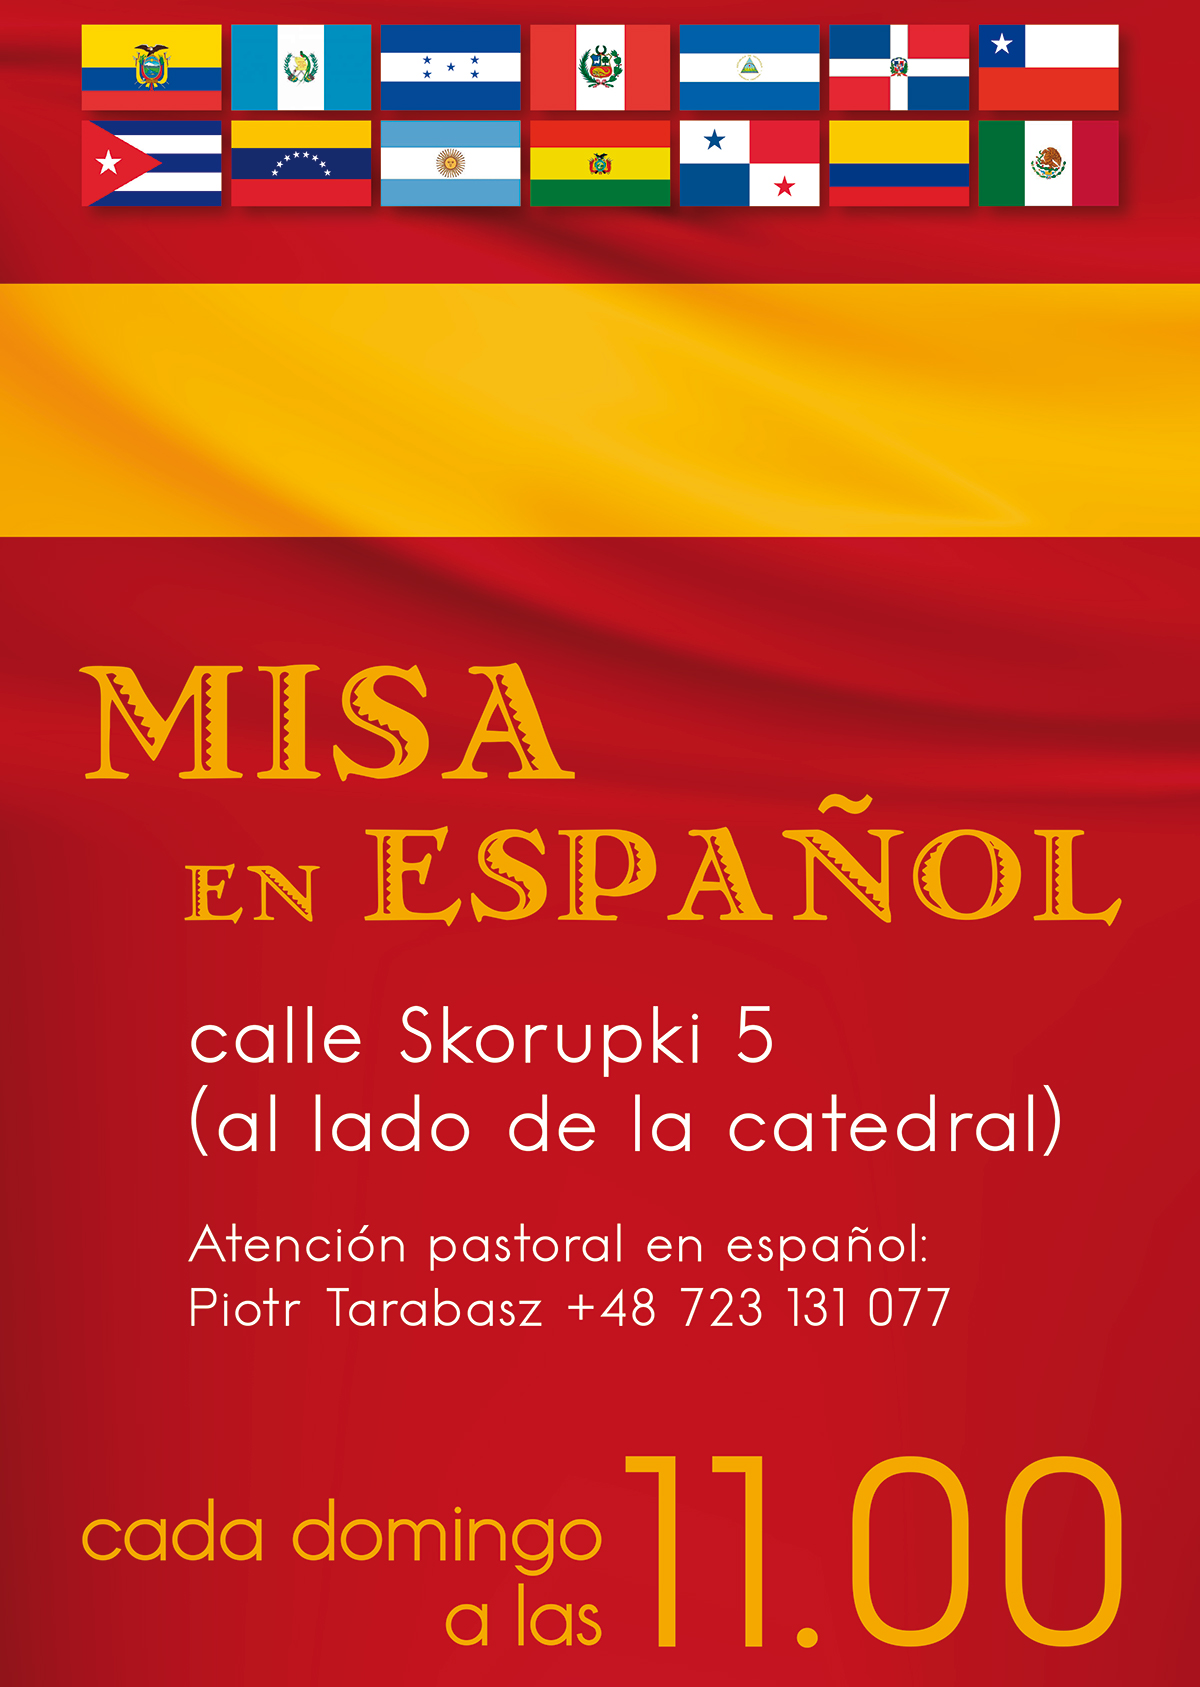 MISA
EN ESPAÑOL
calle Skorupki 5
(al lado de la catedral)
Atención pastoral en español:
Piotr Tarabasz +48 723 131 077
cada domingo
a las 11.00